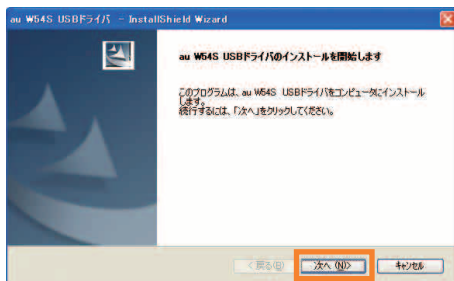 au W54S USBドライバ - InstallShield Wizard
au W54S USBドライバのインストールを開始します
このプログラムは、au W54S USBドライバをコンピュータにインストール
します。
続行するには、「次へ」をクリックしてください。
< 戻る(B) 次へ(N)> キャンセル